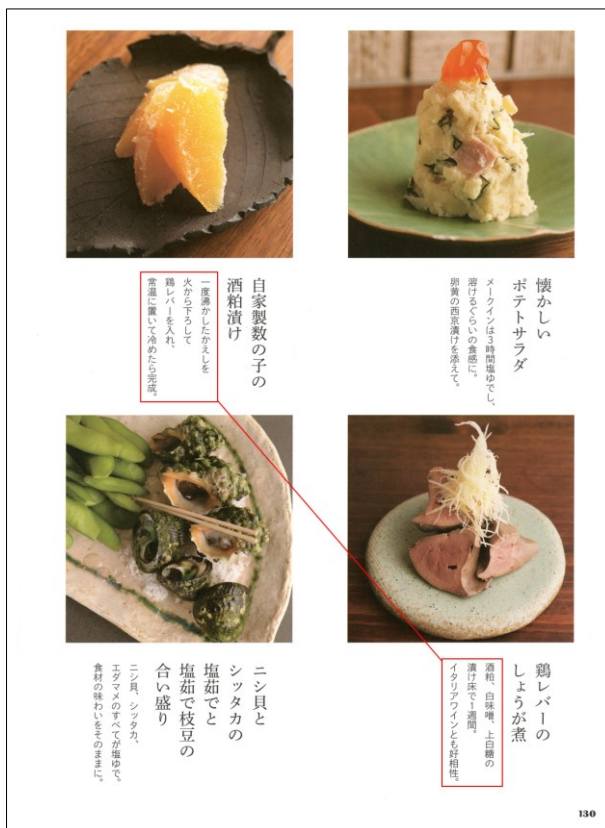 懐かしい
ポテトサラダ
メークインは3時間塩ゆでし、
溶けるぐらいの食感に。
卵黄の西京漬けを添えて。
自家製数の子の
酒粕漬け
一度沸かしたかえしを
火から下ろして
鶏レバーを入れ、
常温に置いて冷めたら完成。
鶏レバーの
しょうが煮
酒粕、白味噌、上白糖の
漬け床で1週間。
イタリアワインとも好相性。
ニシ貝と
シッタカの
塩茹でと
塩茹で枝豆の
合い盛り
ニシ貝、シッタカ、
エダマメのすべてが塩ゆで。
食材の味わいをそのままに。
130